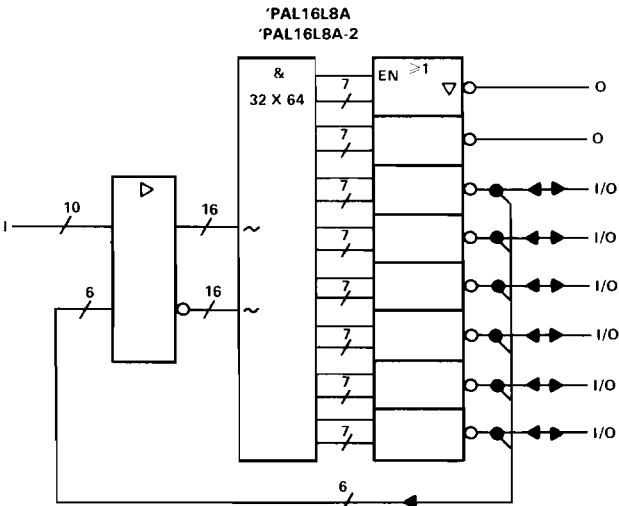 'PAL16L8A
'PAL16L8A-2
&
32 X 64
EN ≥1 ▽
7
O
7
O
7
I/O
▷
I 10 16 ~
7
I/O
6 16 ~
7
I/O
7
I/O
7
I/O
7
I/O
6